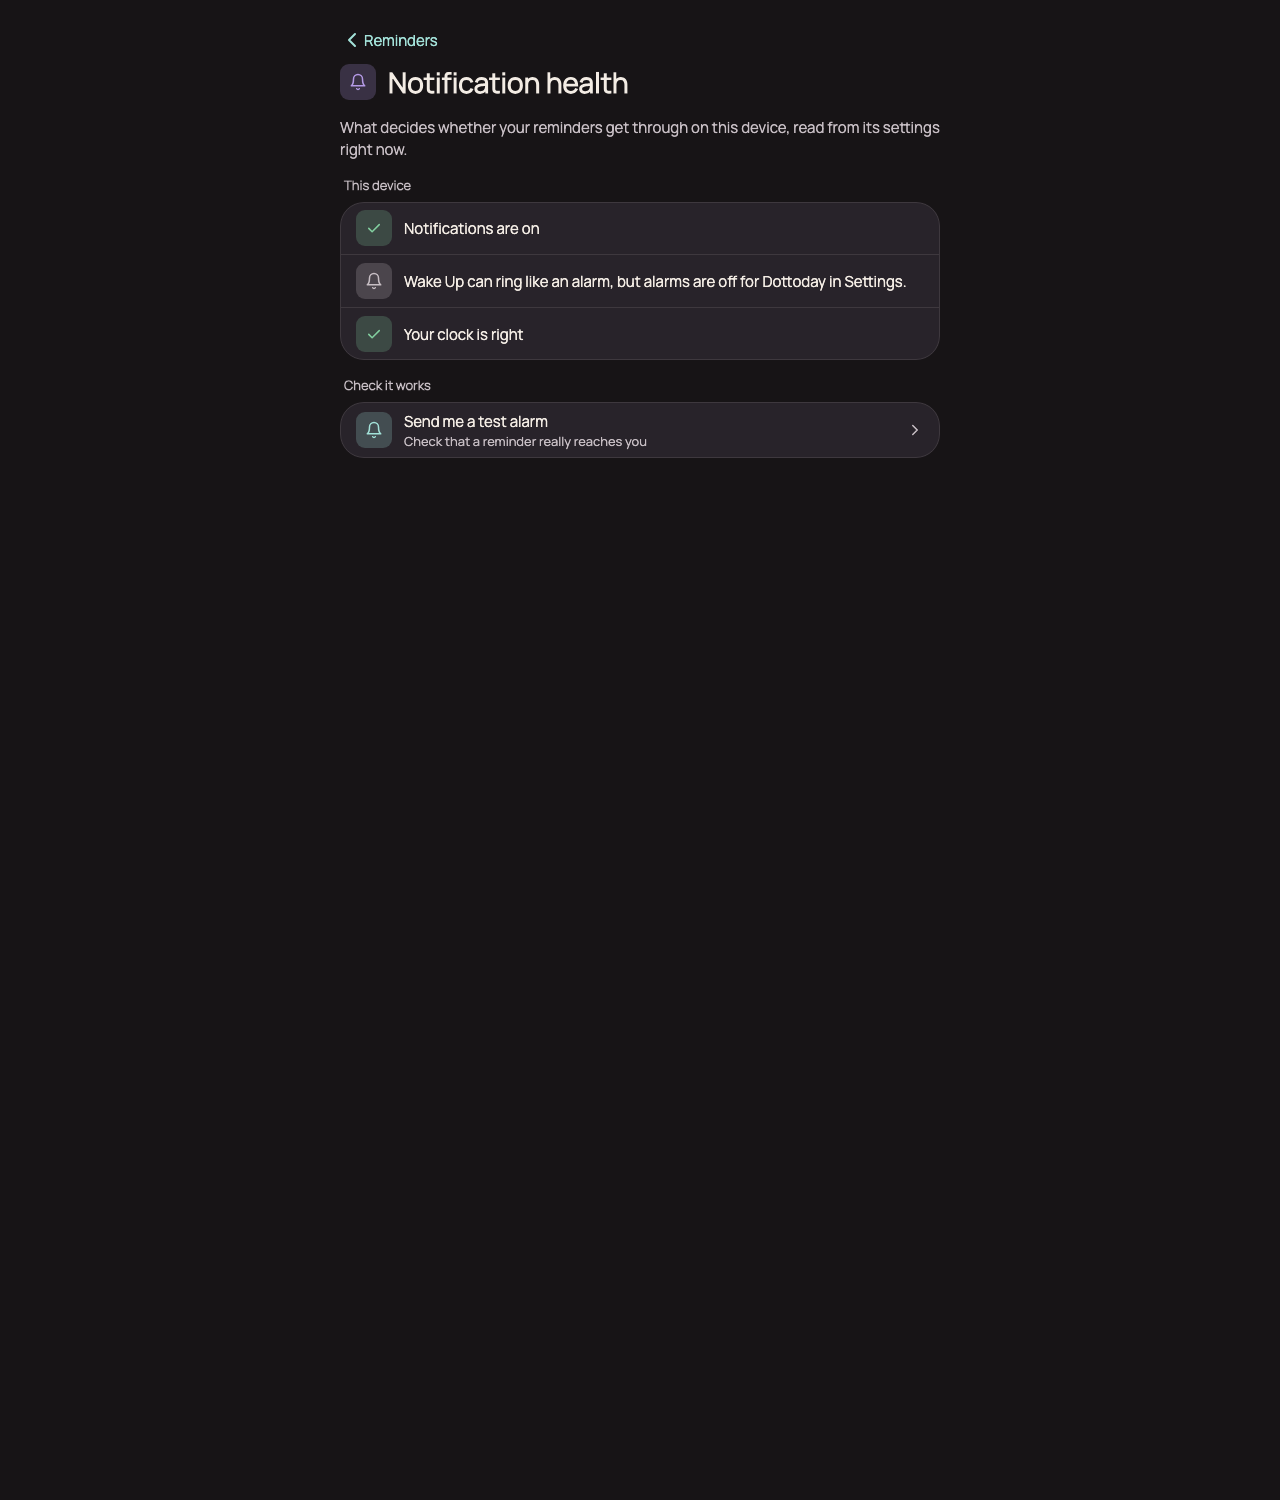 Reminders
Notification health
What decides whether your reminders get through on this device, read from its settings
right now.
This device
Notifications are on
Wake Up can ring like an alarm, but alarms are off for Dottoday in Settings.
Your clock is right
Check it works
Send me a test alarm
Check that a reminder really reaches you